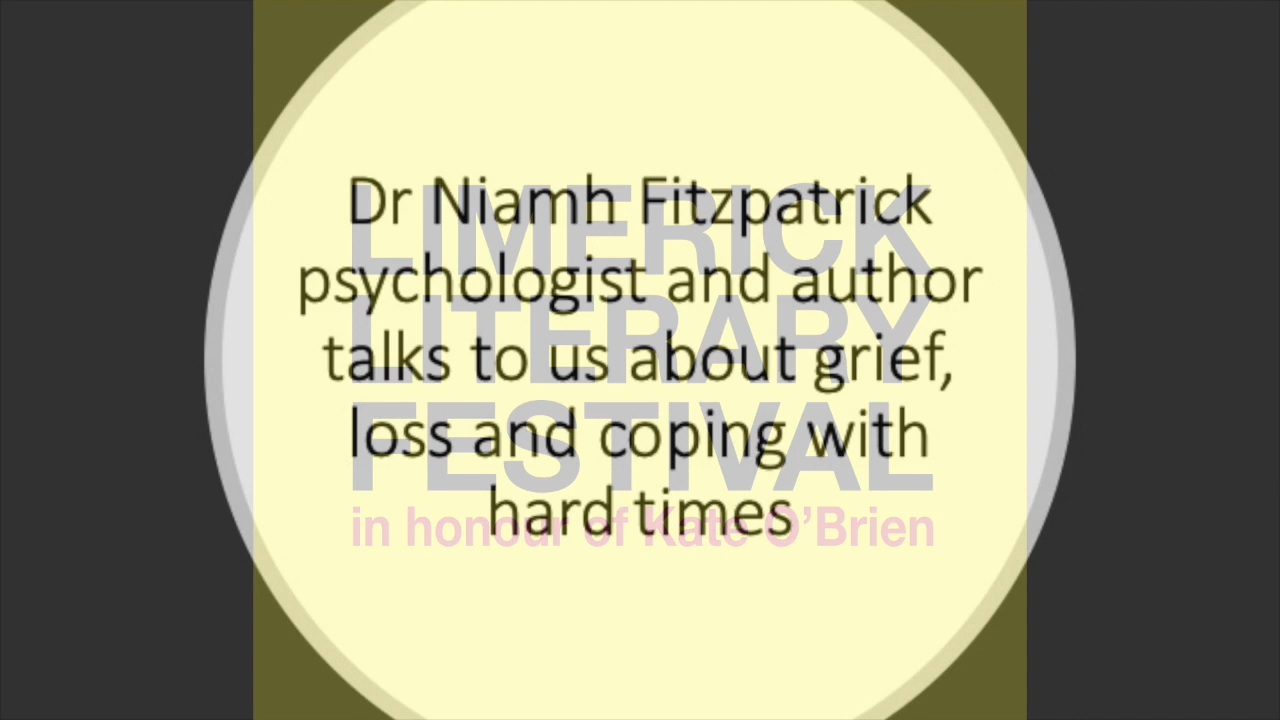 Dr Niamh Fitzpatrick
psychologist and author
talks to us about grief,
loss and coping with
hard times
LIMERICK
LITERARY
FESTIVAL
in honour of Kate O’Brien